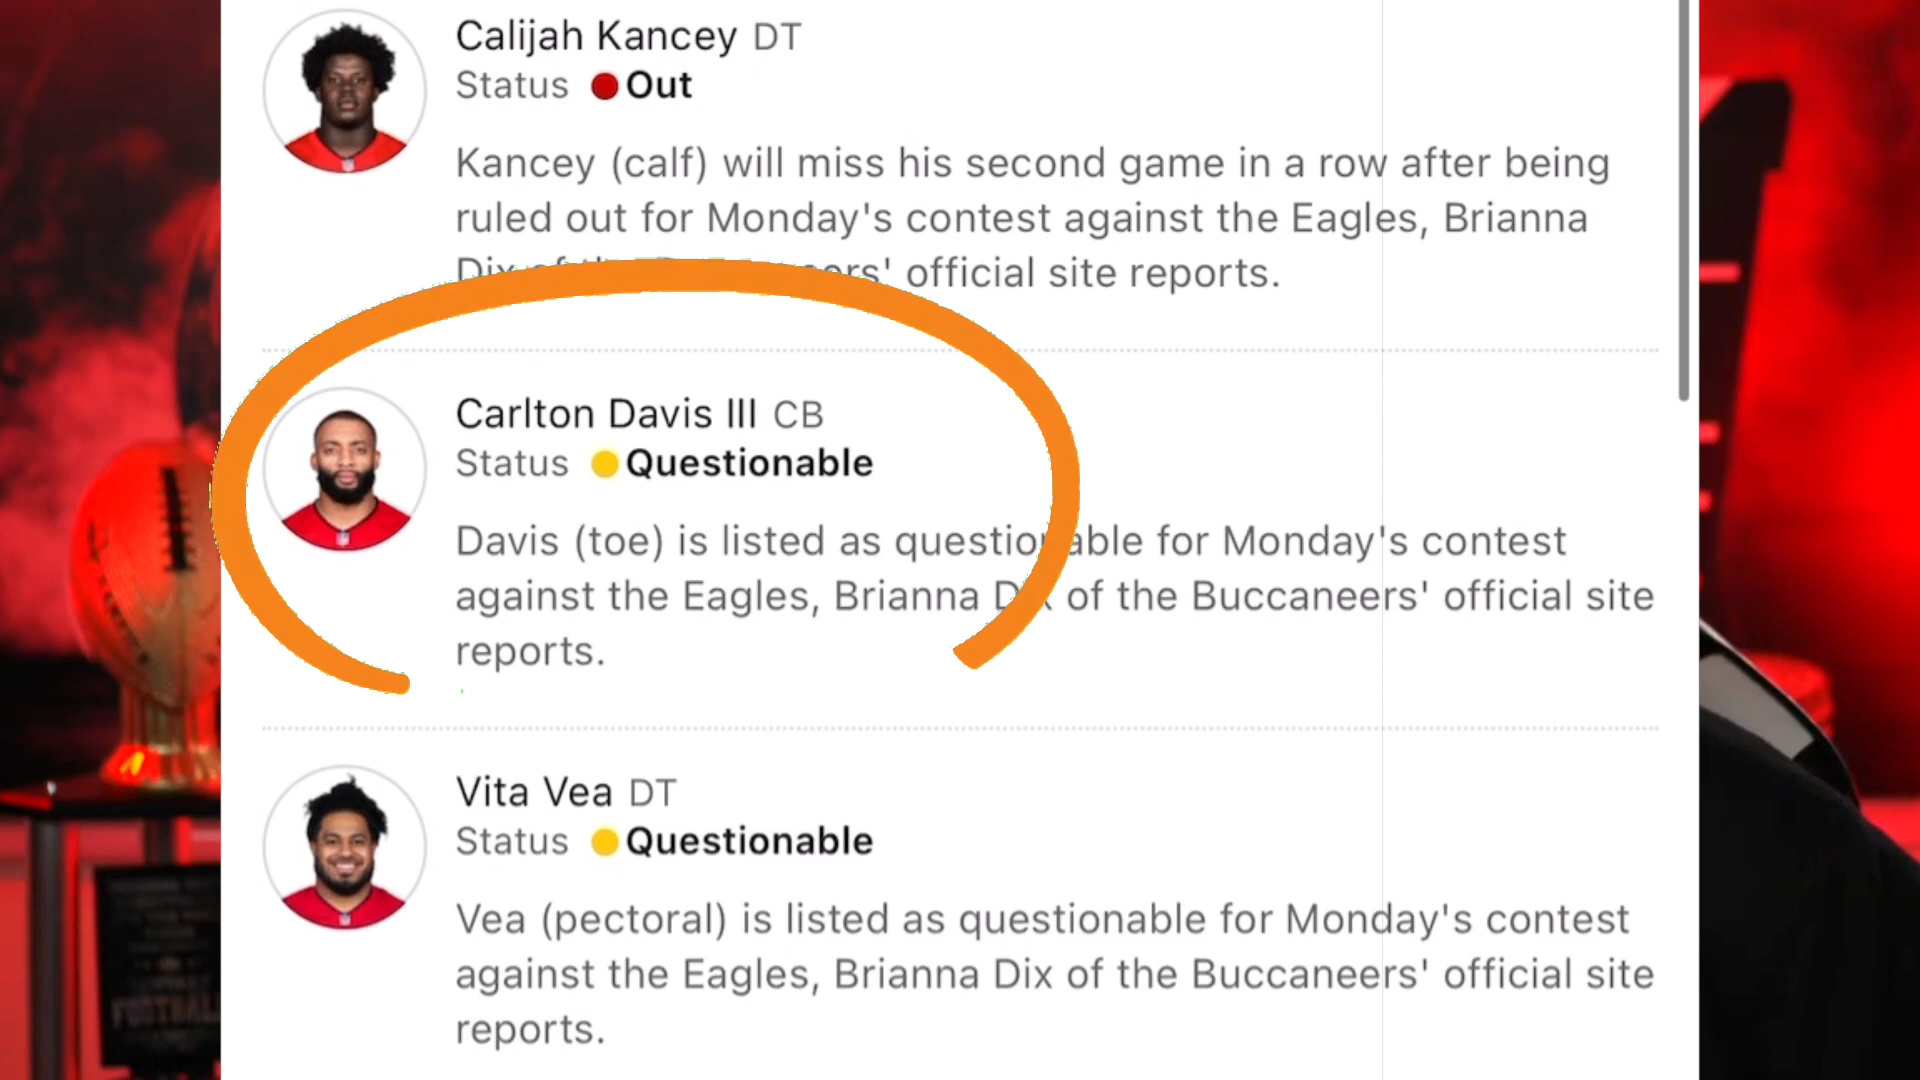 Calijah Kancey DT
Status Out
Kancey (calf) will miss his second game in a row after being
ruled out for Monday's contest against the Eagles, Brianna
official site reports.
Carlton Davis III CB
Status Questionable
Davis (toe) is listed as questionable for Monday's contest
against the Eagles, Brianna Dix of the Buccaneers' official site
reports.
Vita Vea DT
Status Questionable
Vea (pectoral) is listed as questionable for Monday's contest
against the Eagles, Brianna Dix of the Buccaneers' official site
reports.